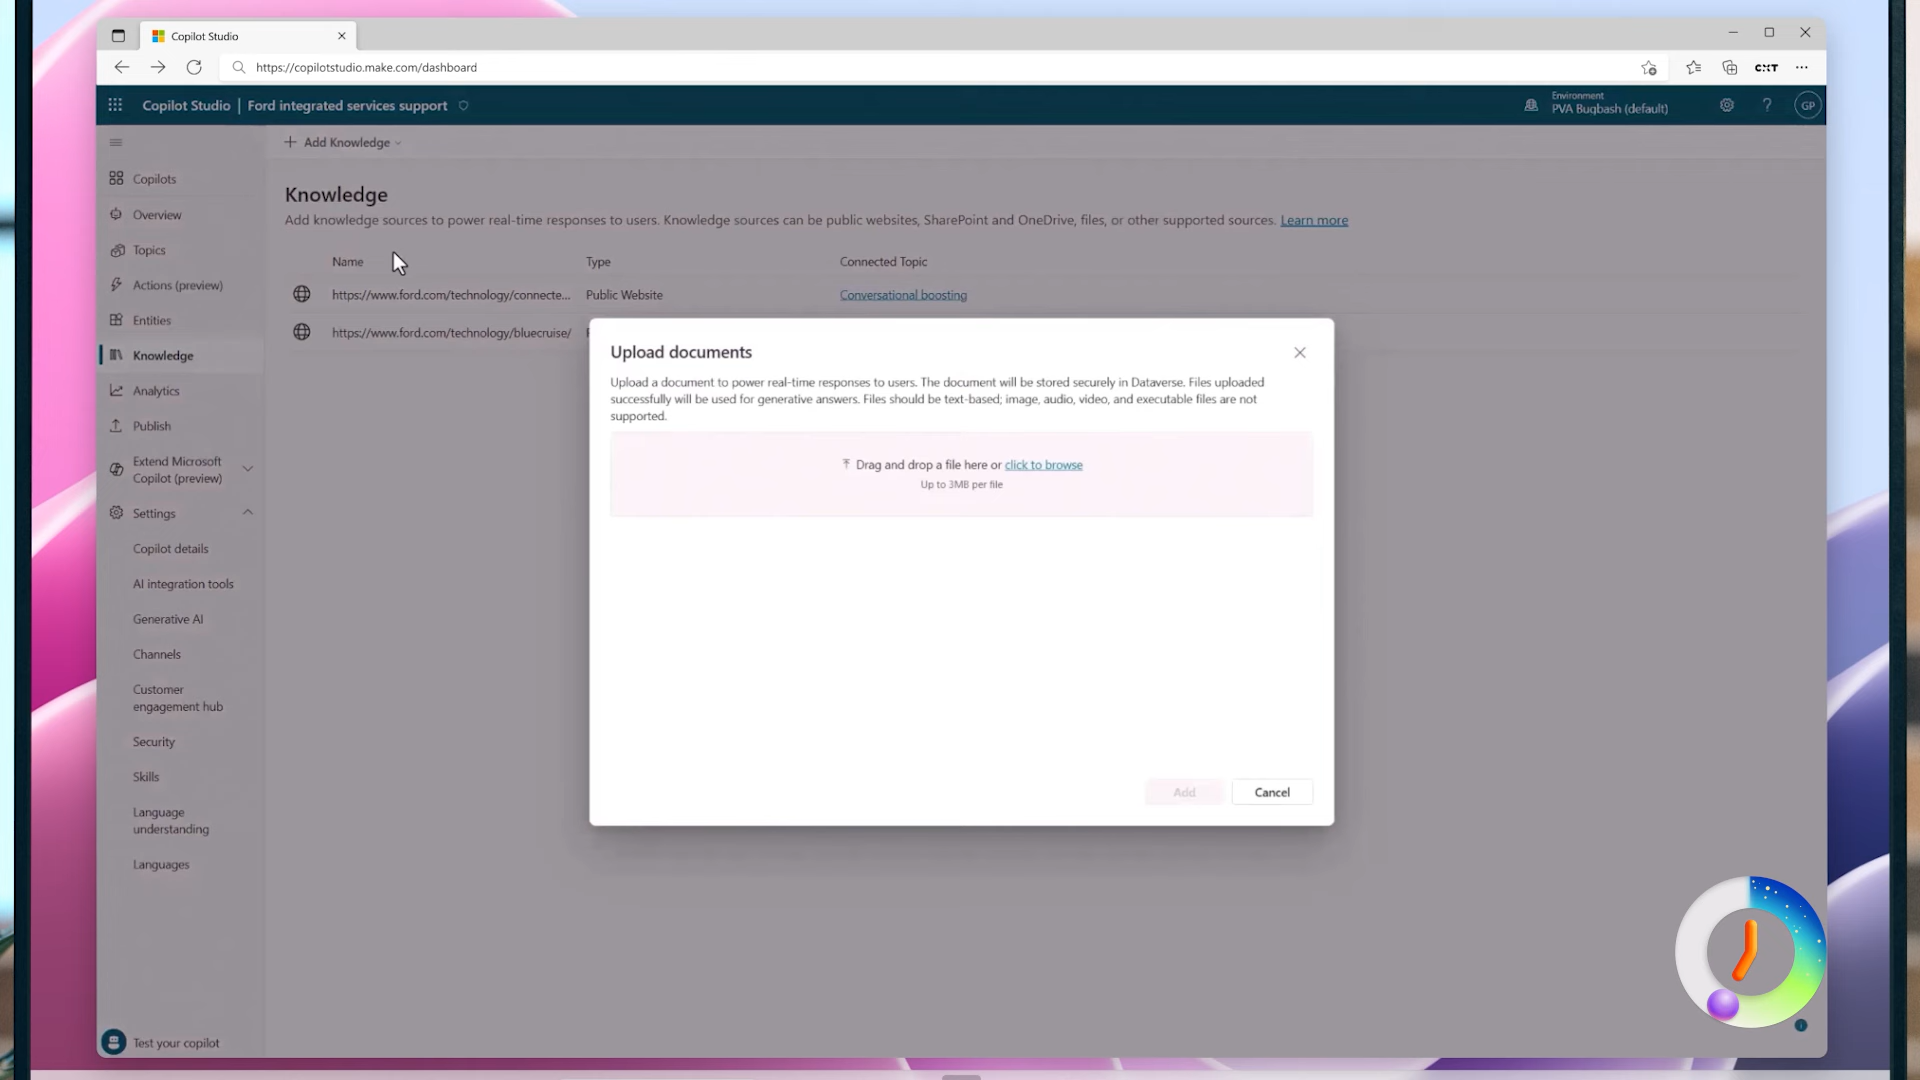 Copilot Studio
https://copilotstudio.make.com/dashboard
CXT
Copilot Studio | Ford integrated services support
Environment
PVA Bugbash (default)
?
GP
Add Knowledge
Copilots
Overview
Topics
Actions (preview)
Entities
Knowledge
Analytics
Publish
Extend Microsoft
Copilot (preview)
Settings
Copilot details
AI integration tools
Generative AI
Channels
Customer
engagement hub
Security
Skills
Language
understanding
Languages
Test your copilot
Knowledge
Add knowledge sources to power real-time responses to users. Knowledge sources can be public websites, SharePoint and OneDrive, files, or other supported sources. Learn more
Name Type Connected Topic
https://www.ford.com/technology/connecte... Public Website Conversational boosting
https://www.ford.com/technology/bluecruise/
Upload documents
Upload a document to power real-time responses to users. The document will be stored securely in Dataverse. Files uploaded
successfully will be used for generative answers. Files should be text-based; image, audio, video, and executable files are not
supported.
Drag and drop a file here or click to browse
Up to 3MB per file
Add
Cancel